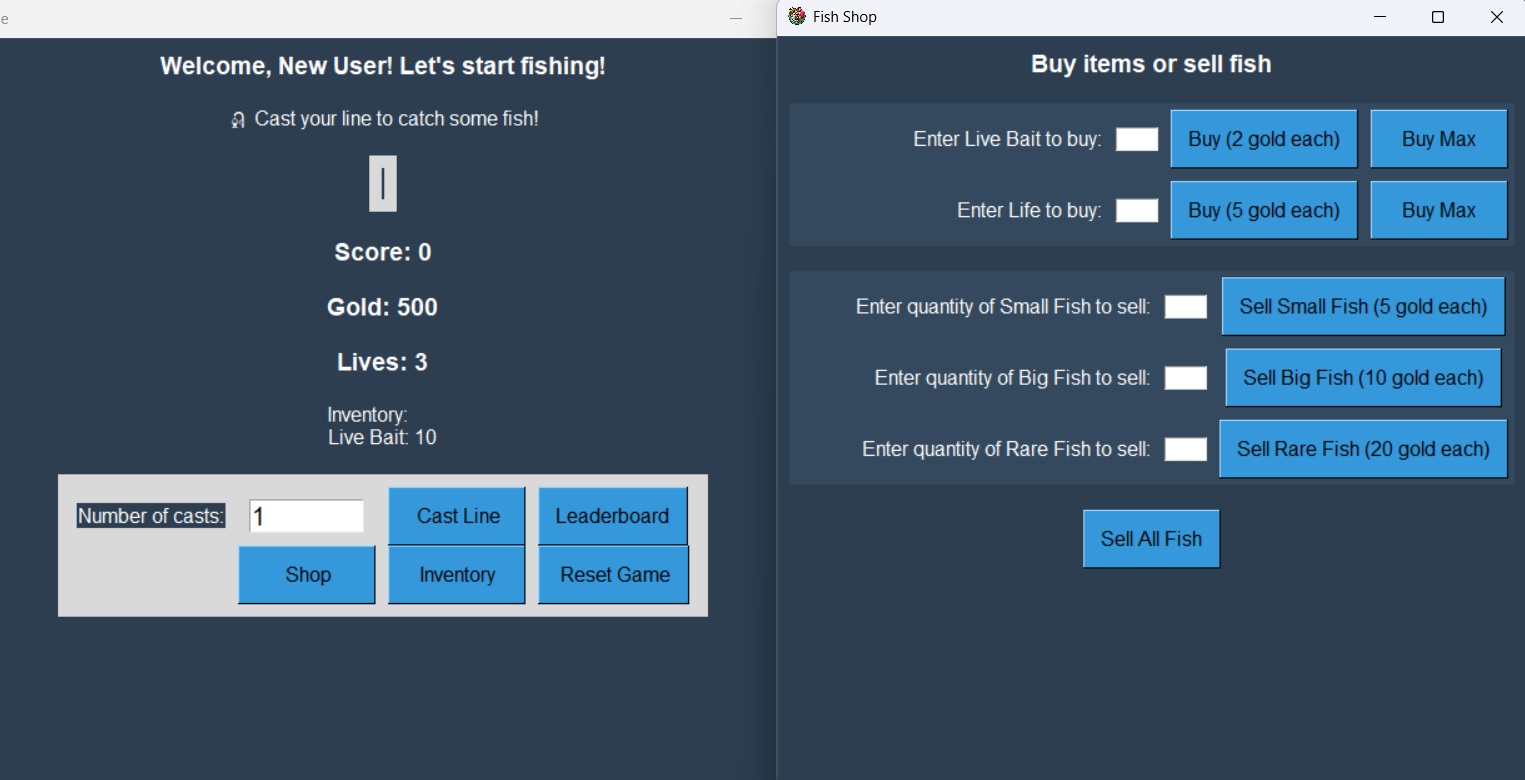 e
Welcome, New User! Let's start fishing!
Cast your line to catch some fish!
|
Score: 0
Gold: 500
Lives: 3
Inventory:
Live Bait: 10
Number of casts: 1 Cast Line Leaderboard
Shop Inventory Reset Game
Fish Shop
Buy items or sell fish
Enter Live Bait to buy: Buy (2 gold each) Buy Max
Enter Life to buy: Buy (5 gold each) Buy Max
Enter quantity of Small Fish to sell: Sell Small Fish (5 gold each)
Enter quantity of Big Fish to sell: Sell Big Fish (10 gold each)
Enter quantity of Rare Fish to sell: Sell Rare Fish (20 gold each)
Sell All Fish